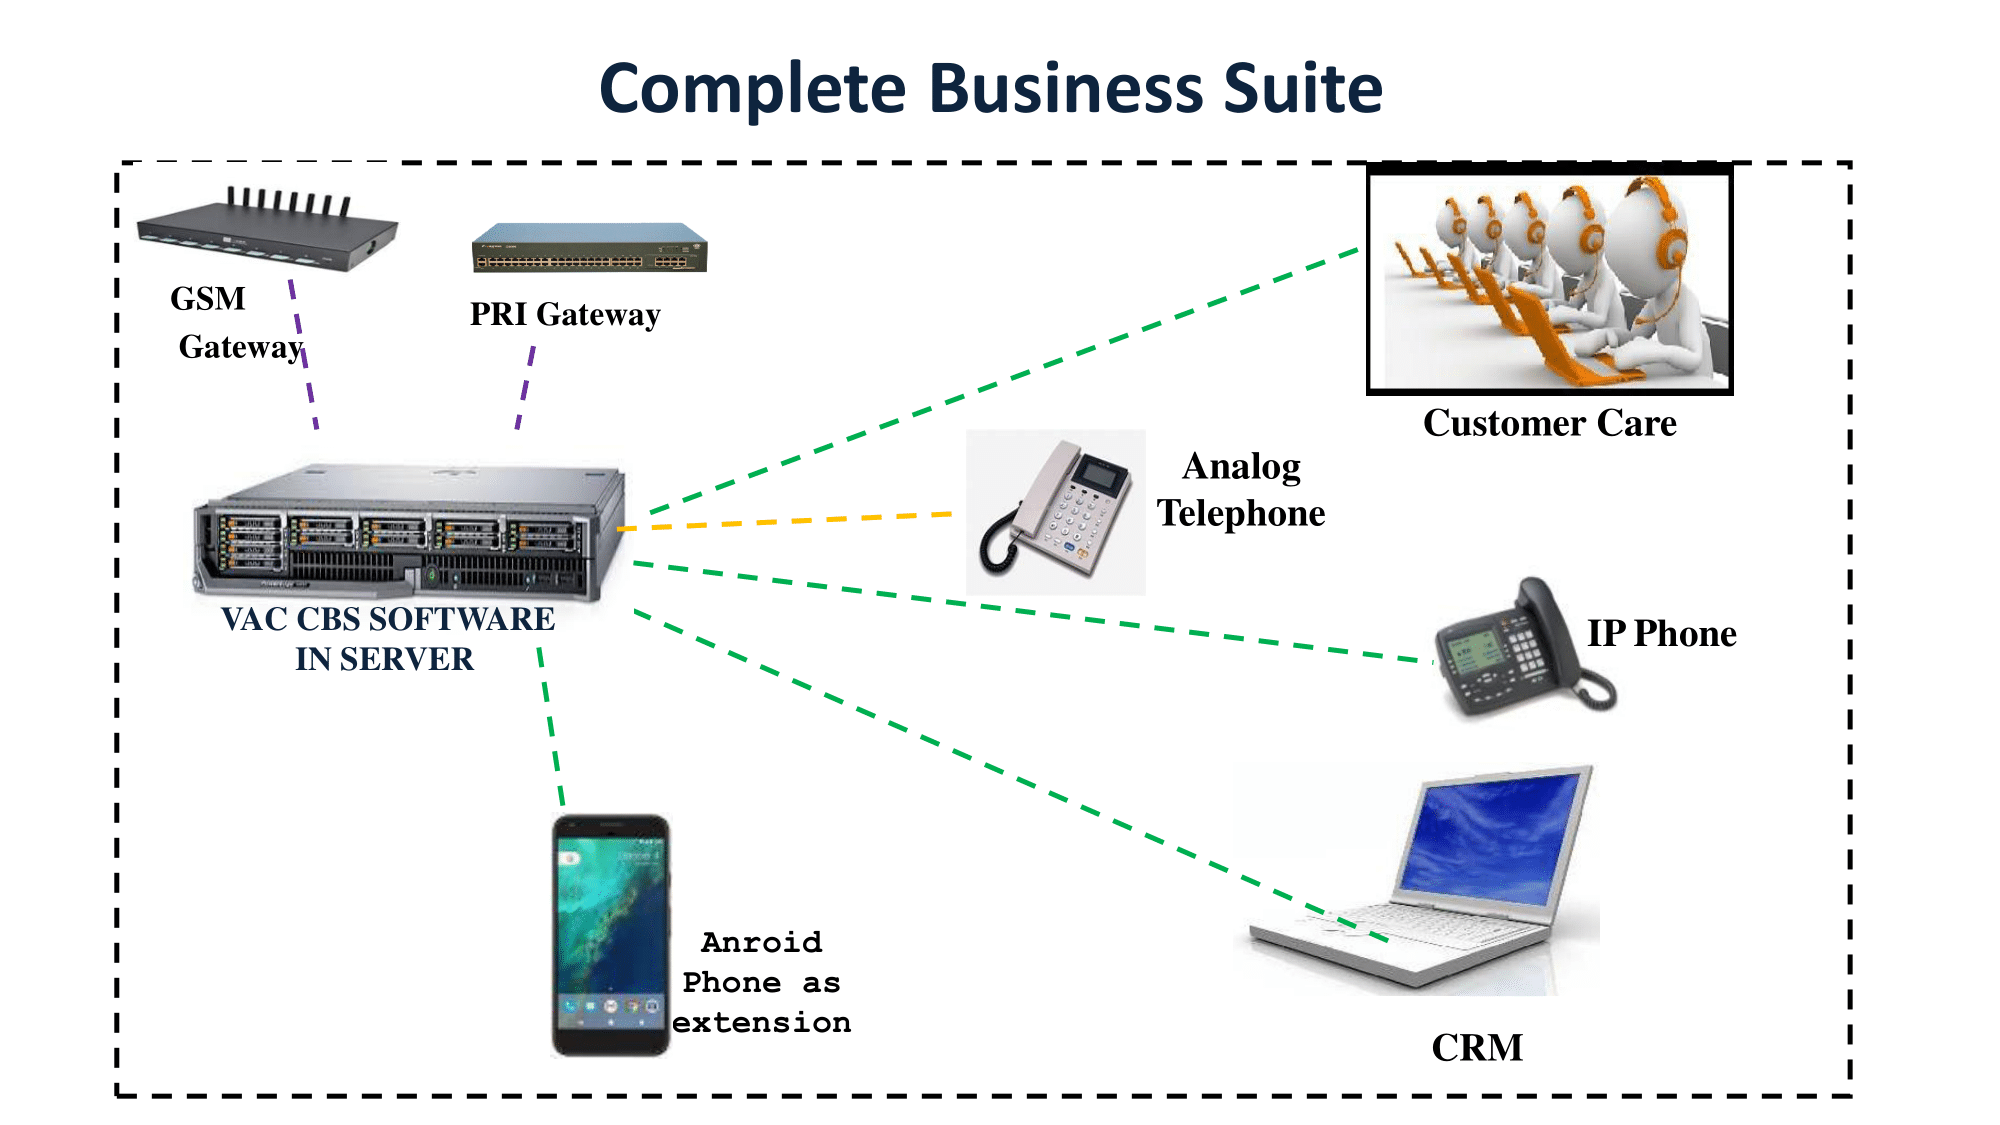 Complete Business Suite
GSM
Gateway
PRI Gateway
Customer Care
Analog
Telephone
VAC CBS SOFTWARE
IN SERVER
IP Phone
Anroid
Phone as
extension
CRM